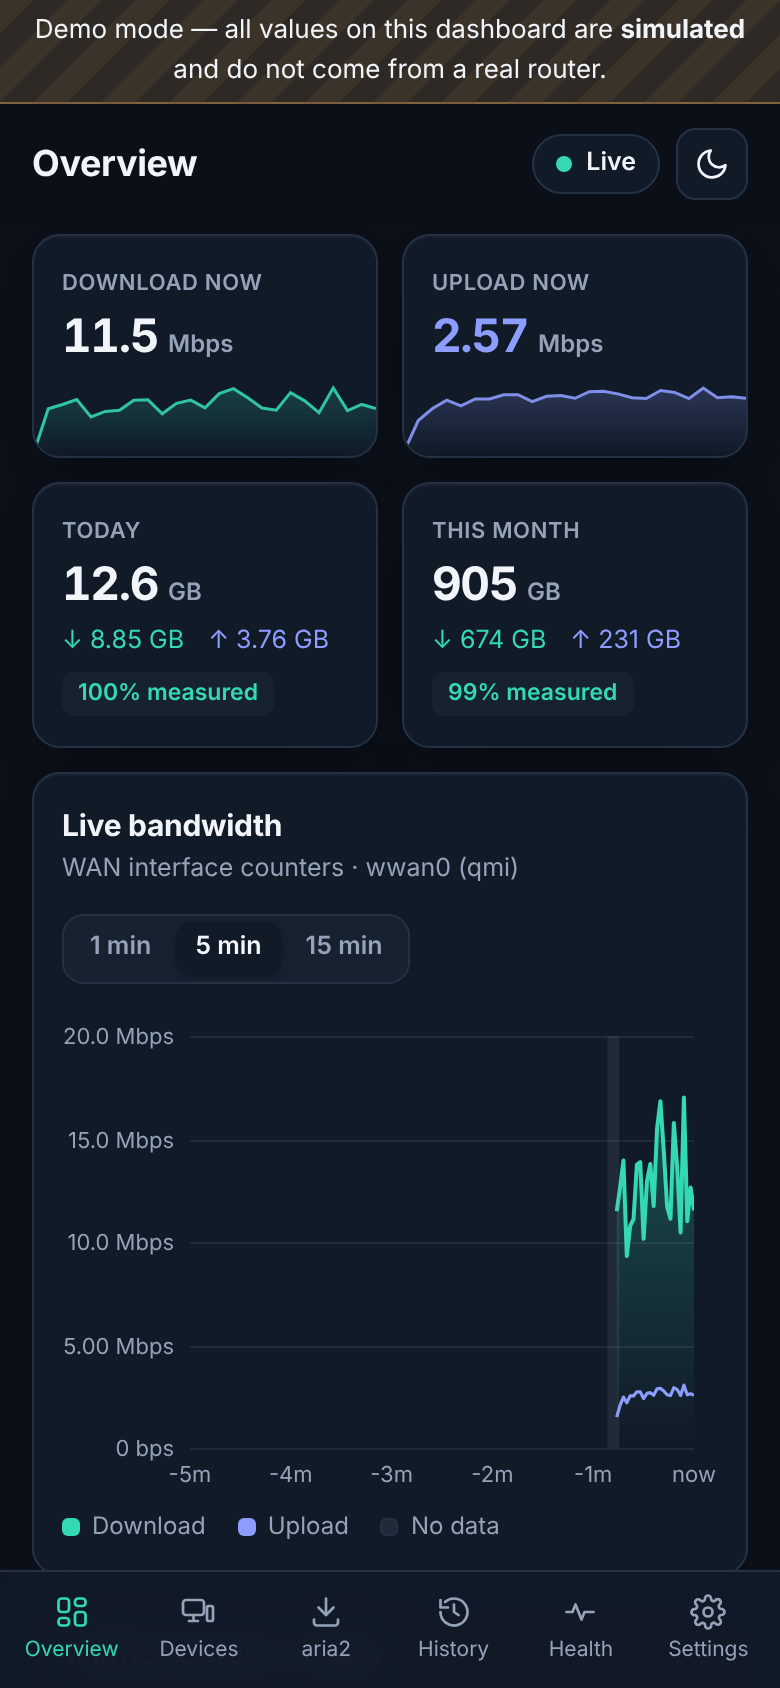 Demo mode — all values on this dashboard are simulated
and do not come from a real router.
Overview
Live
DOWNLOAD NOW
11.5 Mbps
UPLOAD NOW
2.57 Mbps
TODAY
12.6 GB
↓ 8.85 GB ↑ 3.76 GB
100% measured
THIS MONTH
905 GB
↓ 674 GB ↑ 231 GB
99% measured
Live bandwidth
WAN interface counters · wwan0 (qmi)
1 min 5 min 15 min
20.0 Mbps
15.0 Mbps
10.0 Mbps
5.00 Mbps
0 bps
-5m -4m -3m -2m -1m now
Download Upload No data
Overview Devices aria2 History Health Settings